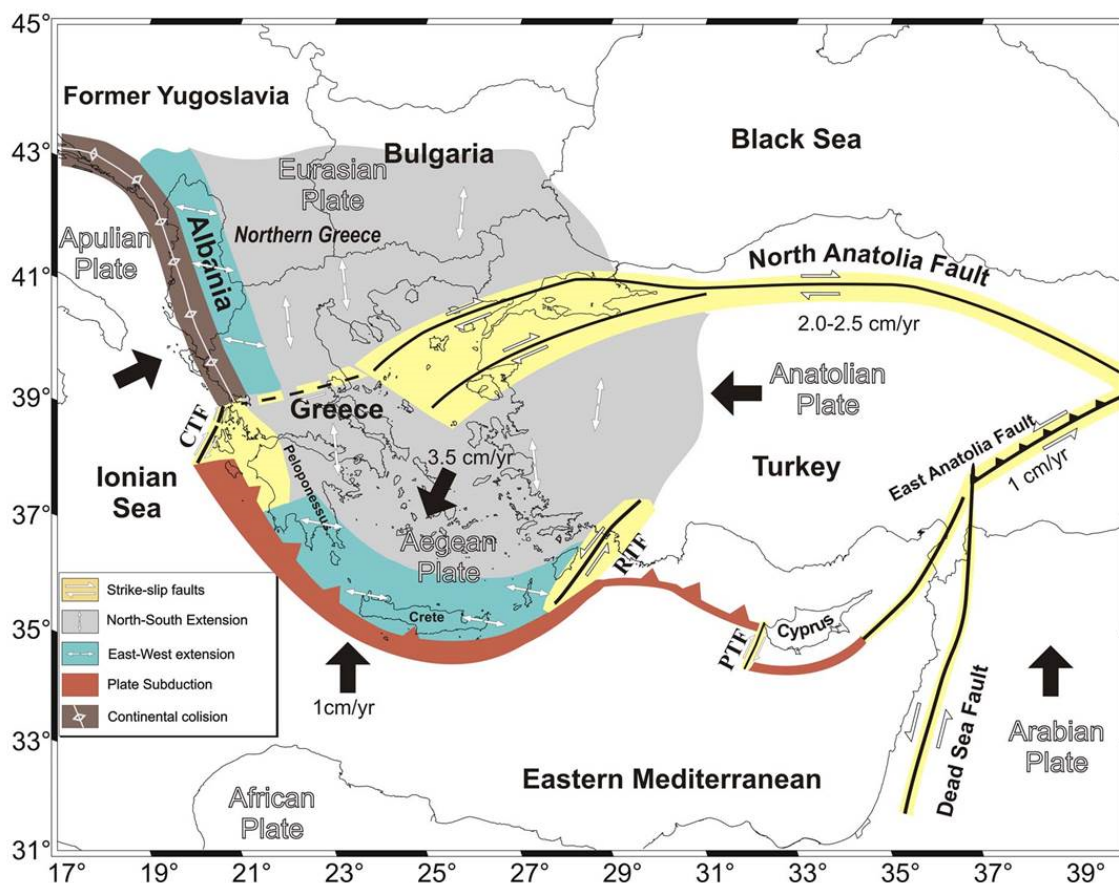 45°
43°
41°
39°
37°
35°
33°
31°
17°
19°
21°
23°
25°
27°
29°
31°
33°
35°
37°
39°
Former Yugoslavia
Bulgaria
Black Sea
Eurasian
Plate
Northern Greece
Albania
Apulian
Plate
North Anatolia Fault
2.0-2.5 cm/yr
Anatolian
Plate
Greece
CTF
Peloponessus
3.5 cm/yr
Turkey
East Anatolia Fault
1 cm/yr
Ionian
Sea
Aegean
Plate
RTF
Crete
PTF
Cyprus
1cm/yr
Dead Sea Fault
Arabian
Plate
Eastern Mediterranean
African
Plate
Strike-slip faults
North-South Extension
East-West extension
Plate Subduction
Continental colision